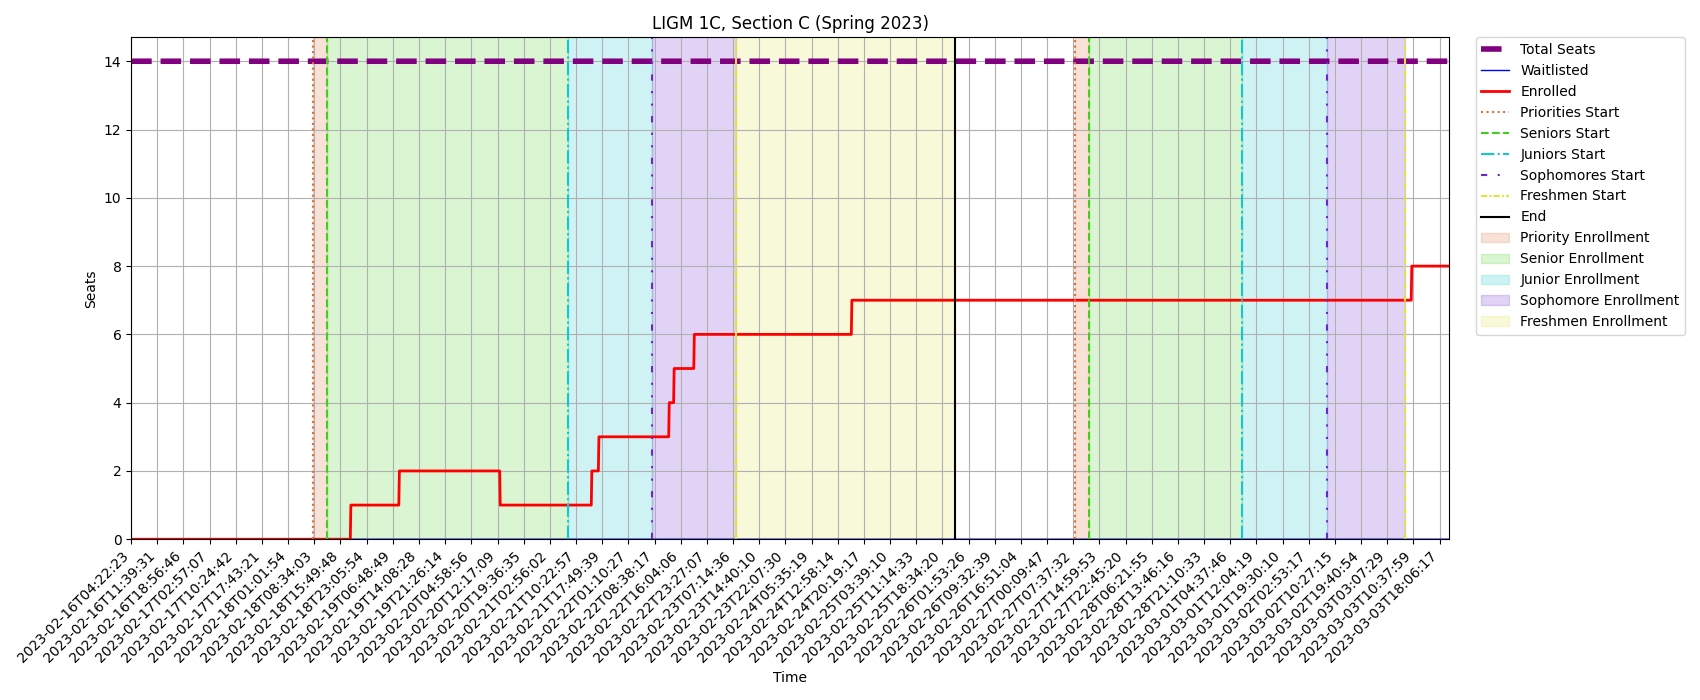 LIGM 1C, Section C (Spring 2023)
Seats
14
12
10
8
6
4
2
0
2023-02-16T04:22:23
2023-02-16T11:39:31
2023-02-16T18:56:46
2023-02-17T02:57:07
2023-02-17T10:24:42
2023-02-17T17:43:21
2023-02-18T01:01:54
2023-02-18T08:34:03
2023-02-18T15:49:48
2023-02-18T23:05:54
2023-02-19T06:48:49
2023-02-19T14:08:28
2023-02-19T21:26:14
2023-02-20T04:58:56
2023-02-20T12:17:09
2023-02-20T19:36:35
2023-02-21T02:56:02
2023-02-21T10:22:57
2023-02-21T17:49:39
2023-02-22T01:10:27
2023-02-22T08:38:17
2023-02-22T16:04:06
2023-02-22T23:27:07
2023-02-23T07:14:36
2023-02-23T14:40:10
2023-02-23T22:07:30
2023-02-24T05:35:19
2023-02-24T12:58:14
2023-02-24T20:19:17
2023-02-25T03:39:10
2023-02-25T11:14:33
2023-02-25T18:34:20
2023-02-26T01:53:26
2023-02-26T09:32:39
2023-02-26T16:51:04
2023-02-27T00:09:47
2023-02-27T07:37:32
2023-02-27T14:59:53
2023-02-27T22:45:20
2023-02-28T06:21:55
2023-02-28T13:46:16
2023-02-28T21:10:33
2023-03-01T04:37:46
2023-03-01T12:04:19
2023-03-01T19:30:10
2023-03-02T02:53:17
2023-03-02T10:27:15
2023-03-02T19:40:54
2023-03-03T03:07:29
2023-03-03T10:37:59
2023-03-03T18:06:17
Time
Total Seats
Waitlisted
Enrolled
Priorities Start
Seniors Start
Juniors Start
Sophomores Start
Freshmen Start
End
Priority Enrollment
Senior Enrollment
Junior Enrollment
Sophomore Enrollment
Freshmen Enrollment